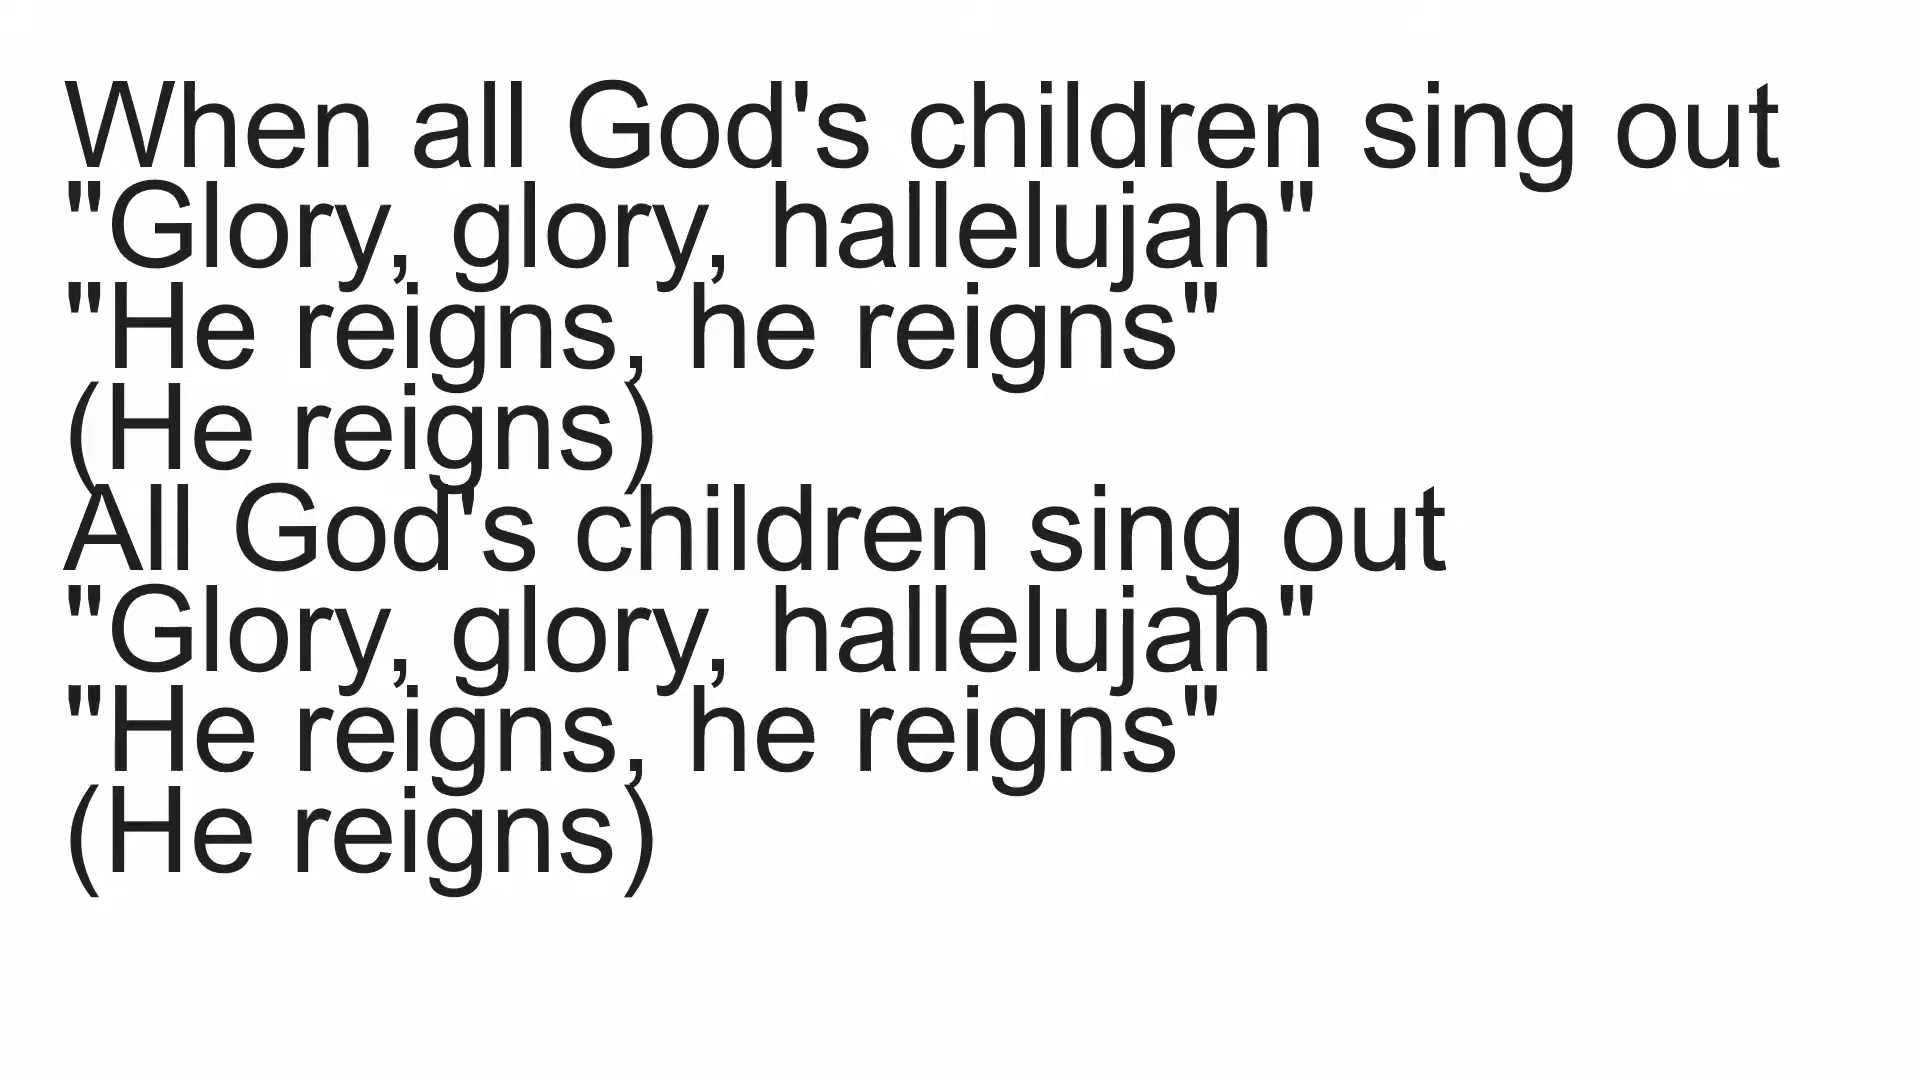 When all God's children sing out
"Glory, glory, hallelujah"
"He reigns, he reigns"
(He reigns)
All God's children sing out
"Glory, glory, hallelujah"
"He reigns, he reigns"
(He reigns)